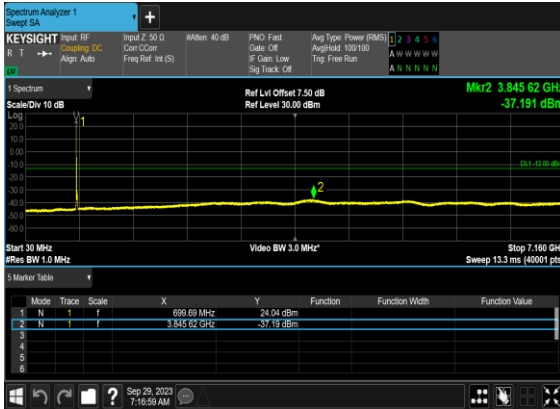 Spectrum Analyzer 1
Swept SA
+
KEYSIGHT Input: RF Input Z: 50 Ω #Atten: 40 dB PNO: Fast Avg Type: Power (RMS) 1 2 3 4 5 6
R T Coupling: DC Corr CCorr Gate: Off Avg|Hold: 100/100 A W W W W W
Align: Auto Freq Ref: Int (S) IF Gain: Low Trig: Free Run
Sig Track: Off A N N N N N
1 Spectrum Ref Lvl Offset 7.50 dB Mkr2 3.845 62 GHz
Scale/Div 10 dB Ref Level 30.00 dBm -37.191 dBm
Log
1
20.0
10.0
0.00
-10.0
DL1 -13.00 dBm
-20.0
-30.0
2
-40.0
-50.0
-60.0
Start 30 MHz Video BW 3.0 MHz* Stop 7.160 GHz
#Res BW 1.0 MHz Sweep 13.3 ms (40001 pts)
5 Marker Table
Mode Trace Scale X Y Function Function Width Function Value
1 N 1 f 699.69 MHz 24.04 dBm
2 N 1 f 3.845 62 GHz -37.19 dBm
3
4
5
6
? Sep 29, 2023
7:16:59 AM